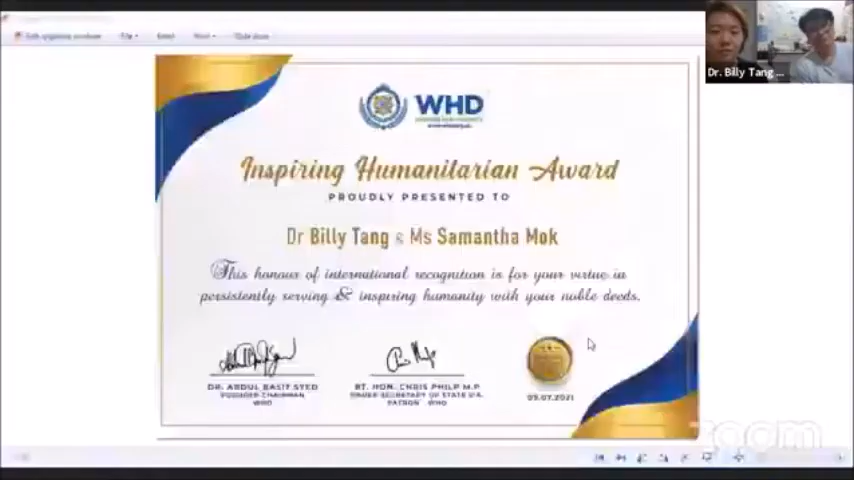 Dr. Billy Tang ...
WHD
Inspiring Humanitarian Award
PROUDLY PRESENTED TO
Dr Billy Tang & Ms Samantha Mok
This honour of international recognition is for your virtue in
persistently serving & inspiring humanity with your noble deeds.
DR. ABDUL BASIT SYED
FOUNDER CHAIRMAN
WHD
RT. HON. CHRIS PHILP M.P
UNDER SECRETARY OF STATE U.K.
PATRON WHD
05.07.2021
zoom